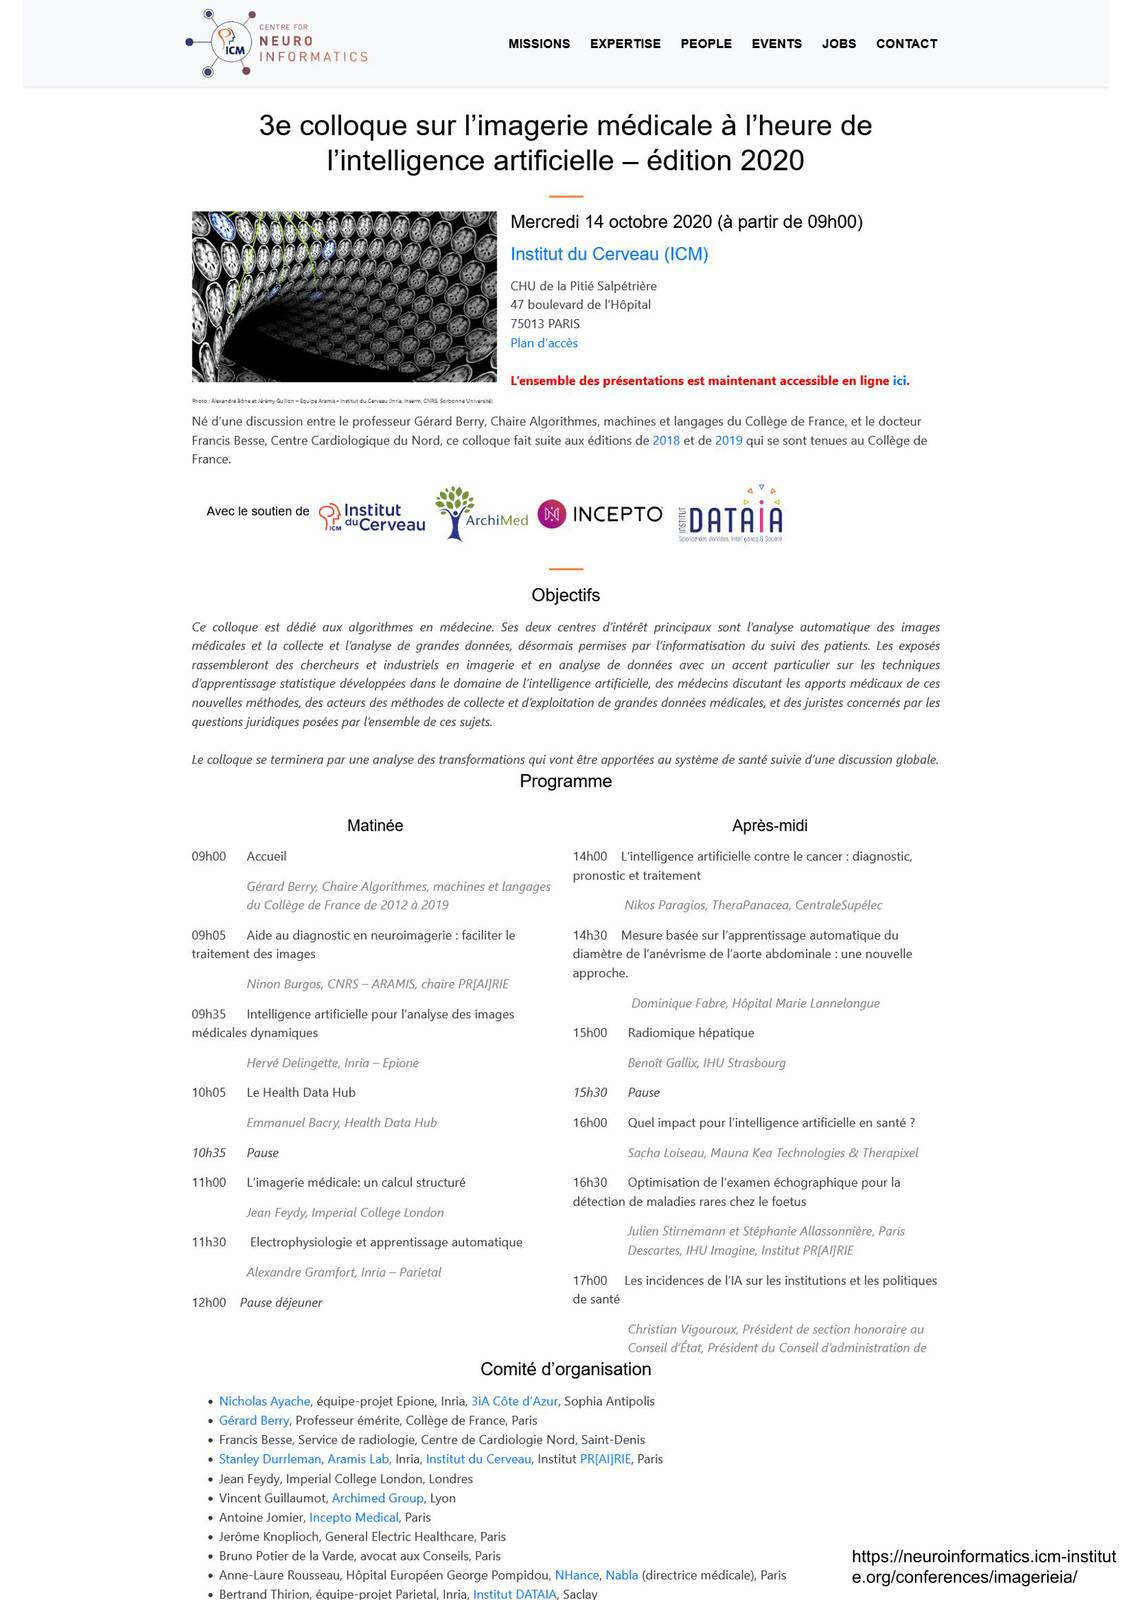 CENTRE FOR
NEURO
INFORMATICS
ICM
MISSIONS EXPERTISE PEOPLE EVENTS JOBS CONTACT
3e colloque sur l’imagerie médicale à l’heure de
l’intelligence artificielle – édition 2020
Mercredi 14 octobre 2020 (à partir de 09h00)
Institut du Cerveau (ICM)
CHU de la Pitié Salpétrière
47 boulevard de l’Hôpital
75013 PARIS
Plan d’accès
L’ensemble des présentations est maintenant accessible en ligne ici.
Photo : Alexandre Bône et Jérémy Guillon – Equipe Aramis – Institut du Cerveau (Inria, Inserm, CNRS, Sorbonne Université)
Né d’une discussion entre le professeur Gérard Berry, Chaire Algorithmes, machines et langages du Collège de France, et le docteur
Francis Besse, Centre Cardiologique du Nord, ce colloque fait suite aux éditions de 2018 et de 2019 qui se sont tenues au Collège de
France.
Avec le soutien de
Institut
du Cerveau
ICM
ArchiMed
INCEPTO
INSTITUT
DATAiA
Science des données, Intelligence & Société
Objectifs
Ce colloque est dédié aux algorithmes en médecine. Ses deux centres d’intérêt principaux sont l’analyse automatique des images
médicales et la collecte et l’analyse de grandes données, désormais permises par l’informatisation du suivi des patients. Les exposés
rassembleront des chercheurs et industriels en imagerie et en analyse de données avec un accent particulier sur les techniques
d’apprentissage statistique développées dans le domaine de l’intelligence artificielle, des médecins discutant les apports médicaux de ces
nouvelles méthodes, des acteurs des méthodes de collecte et d’exploitation de grandes données médicales, et des juristes concernés par les
questions juridiques posées par l’ensemble de ces sujets.
Le colloque se terminera par une analyse des transformations qui vont être apportées au système de santé suivie d’une discussion globale.
Programme
Matinée
09h00 Accueil
Gérard Berry, Chaire Algorithmes, machines et langages
du Collège de France de 2012 à 2019
09h05 Aide au diagnostic en neuroimagerie : faciliter le
traitement des images
Ninon Burgos, CNRS – ARAMIS, chaire PR[AI]RIE
09h35 Intelligence artificielle pour l’analyse des images
médicales dynamiques
Hervé Delingette, Inria – Epione
10h05 Le Health Data Hub
Emmanuel Bacry, Health Data Hub
10h35 Pause
11h00 L’imagerie médicale: un calcul structuré
Jean Feydy, Imperial College London
11h30 Electrophysiologie et apprentissage automatique
Alexandre Gramfort, Inria – Parietal
12h00 Pause déjeuner
Après-midi
14h00 L’intelligence artificielle contre le cancer : diagnostic,
pronostic et traitement
Nikos Paragios, TheraPanacea, CentraleSupélec
14h30 Mesure basée sur l’apprentissage automatique du
diamètre de l’anévrisme de l’aorte abdominale : une nouvelle
approche.
Dominique Fabre, Hôpital Marie Lannelongue
15h00 Radiomique hépatique
Benoît Gallix, IHU Strasbourg
15h30 Pause
16h00 Quel impact pour l’intelligence artificielle en santé ?
Sacha Loiseau, Mauna Kea Technologies & Therapixel
16h30 Optimisation de l’examen échographique pour la
détection de maladies rares chez le foetus
Julien Stirnemann et Stéphanie Allassonnière, Paris
Descartes, IHU Imagine, Institut PR[AI]RIE
17h00 Les incidences de l’IA sur les institutions et les politiques
de santé
Christian Vigouroux, Président de section honoraire au
Conseil d’État, Président du Conseil d’administration de
Comité d’organisation
• Nicholas Ayache, équipe-projet Epione, Inria, 3iA Côte d’Azur, Sophia Antipolis
• Gérard Berry, Professeur émérite, Collège de France, Paris
• Francis Besse, Service de radiologie, Centre de Cardiologie Nord, Saint-Denis
• Stanley Durrleman, Aramis Lab, Inria, Institut du Cerveau, Institut PR[AI]RIE, Paris
• Jean Feydy, Imperial College London, Londres
• Vincent Guillaumot, Archimed Group, Lyon
• Antoine Jomier, Incepto Medical, Paris
• Jerôme Knoplioch, General Electric Healthcare, Paris
• Bruno Potier de la Varde, avocat aux Conseils, Paris
• Anne-Laure Rousseau, Hôpital Européen George Pompidou, NHance, Nabla (directrice médicale), Paris
• Bertrand Thirion, équipe-projet Parietal, Inria, Institut DATAIA, Saclay
https://neuroinformatics.icm-institut
e.org/conferences/imagerieia/